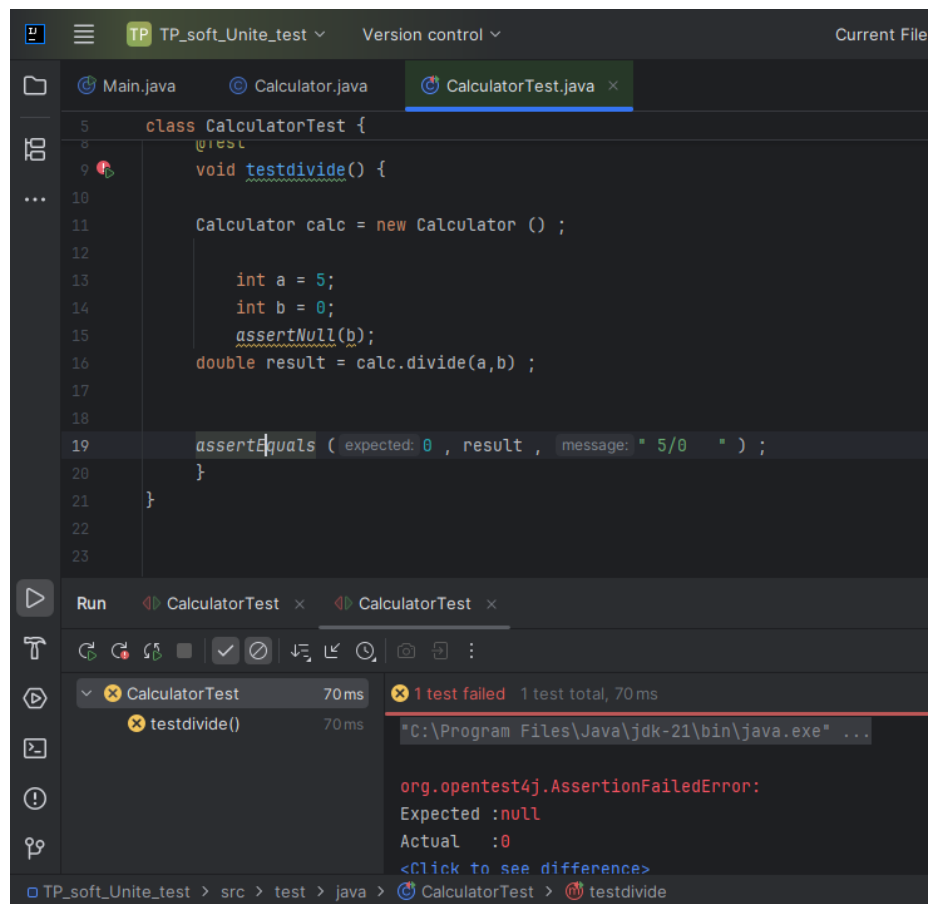 TP TP_soft_Unite_test Version control Current File
Main.java Calculator.java CalculatorTest.java
5 class CalculatorTest {
8 @Test
9 void testdivide() {
10
11 Calculator calc = new Calculator () ;
12
13 int a = 5;
14 int b = 0;
15 assertNull(b);
16 double result = calc.divide(a,b) ;
17
18
19 assertEquals ( expected: 0 , result , message: " 5/0   " ) ;
20 }
21 }
22
23
Run CalculatorTest CalculatorTest
CalculatorTest 70 ms
1 test failed 1 test total, 70 ms
testdivide() 70 ms
"C:\Program Files\Java\jdk-21\bin\java.exe" ...
org.opentest4j.AssertionFailedError:
Expected :null
Actual   :0
<Click to see difference>
TP_soft_Unite_test > src > test > java > CalculatorTest > testdivide